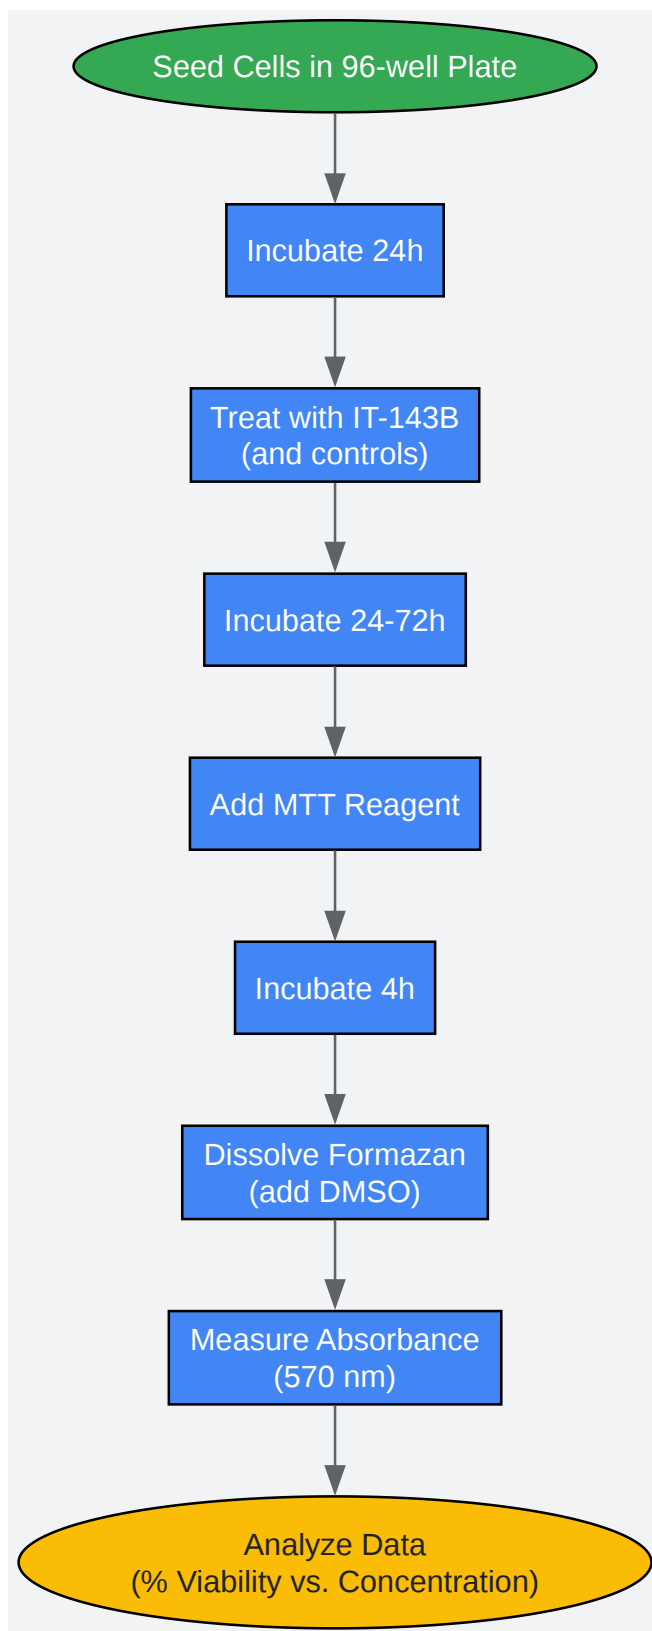 Seed Cells in 96-well Plate
Incubate 24h
Treat with IT-143B
(and controls)
Incubate 24-72h
Add MTT Reagent
Incubate 4h
Dissolve Formazan
(add DMSO)
Measure Absorbance
(570 nm)
Analyze Data
(% Viability vs. Concentration)